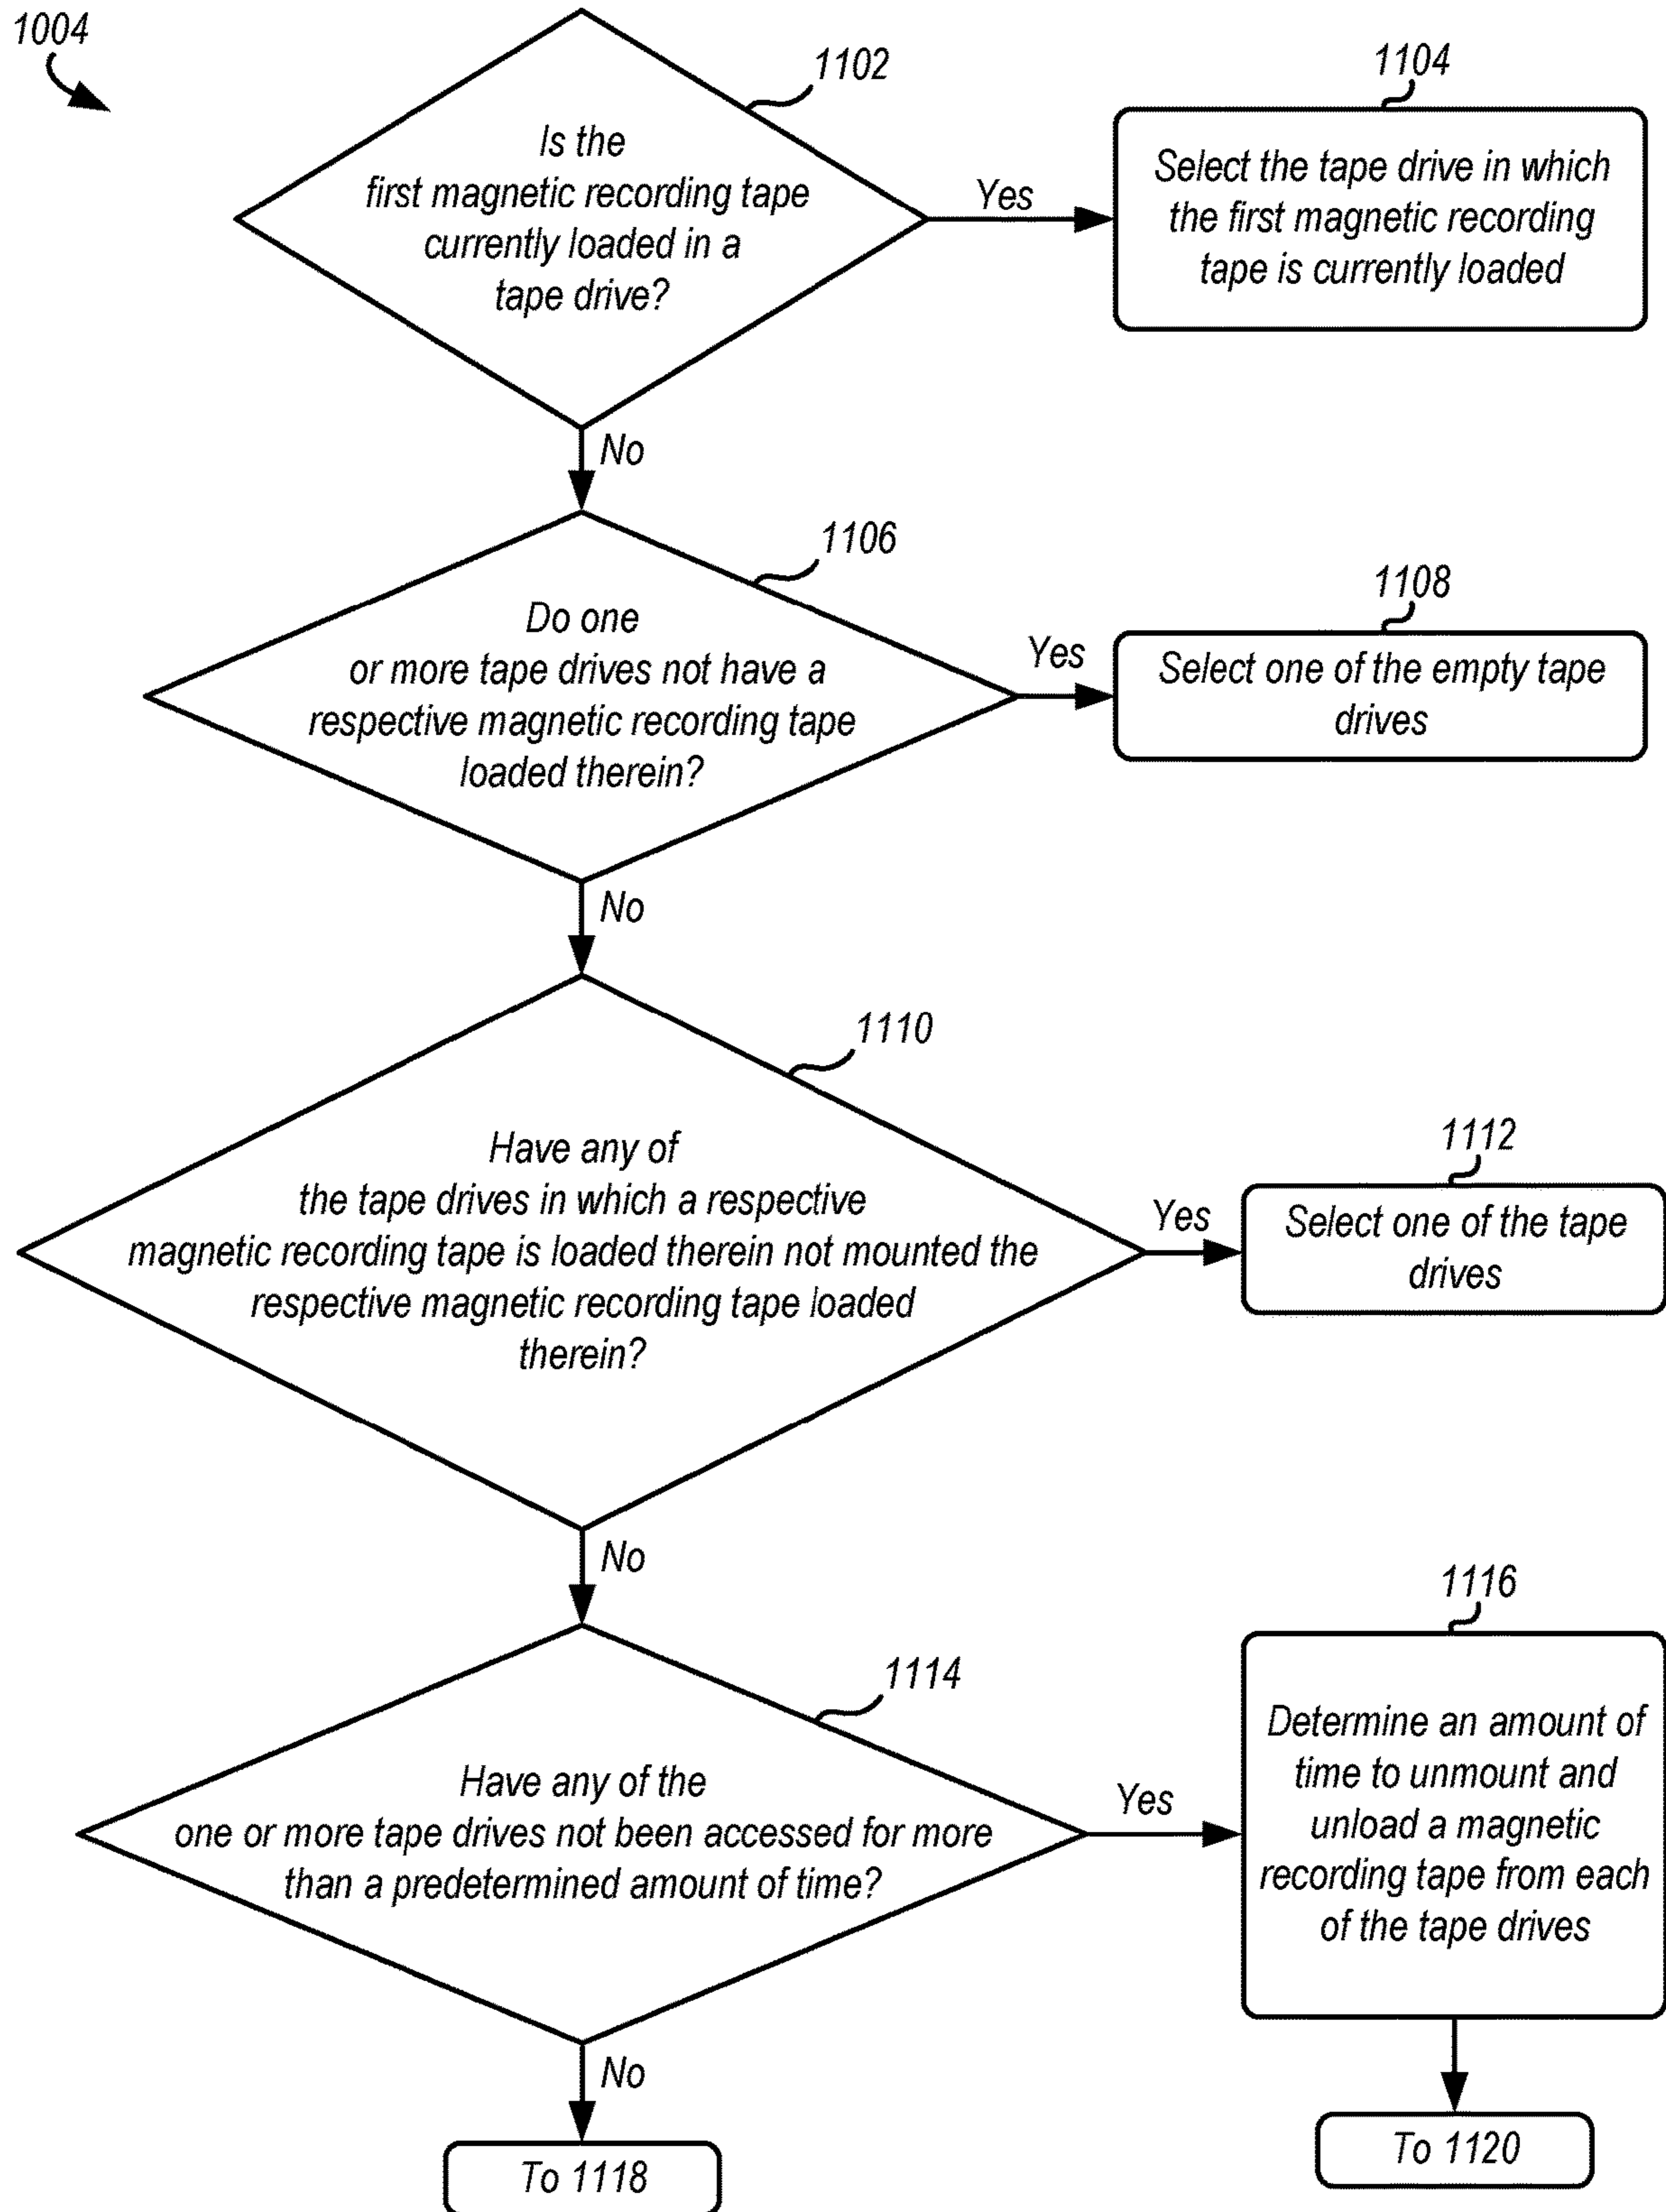 1004
1102
Is the
first magnetic recording tape
currently loaded in a
tape drive?
Yes
1104
Select the tape drive in which
the first magnetic recording
tape is currently loaded
No
1106
Do one
or more tape drives not have a
respective magnetic recording tape
loaded therein?
Yes
1108
Select one of the empty tape
drives
No
1110
Have any of
the tape drives in which a respective
magnetic recording tape is loaded therein not mounted the
respective magnetic recording tape loaded
therein?
Yes
1112
Select one of the tape
drives
No
1114
Have any of the
one or more tape drives not been accessed for more
than a predetermined amount of time?
Yes
1116
Determine an amount of
time to unmount and
unload a magnetic
recording tape from each
of the tape drives
No
To 1118
To 1120